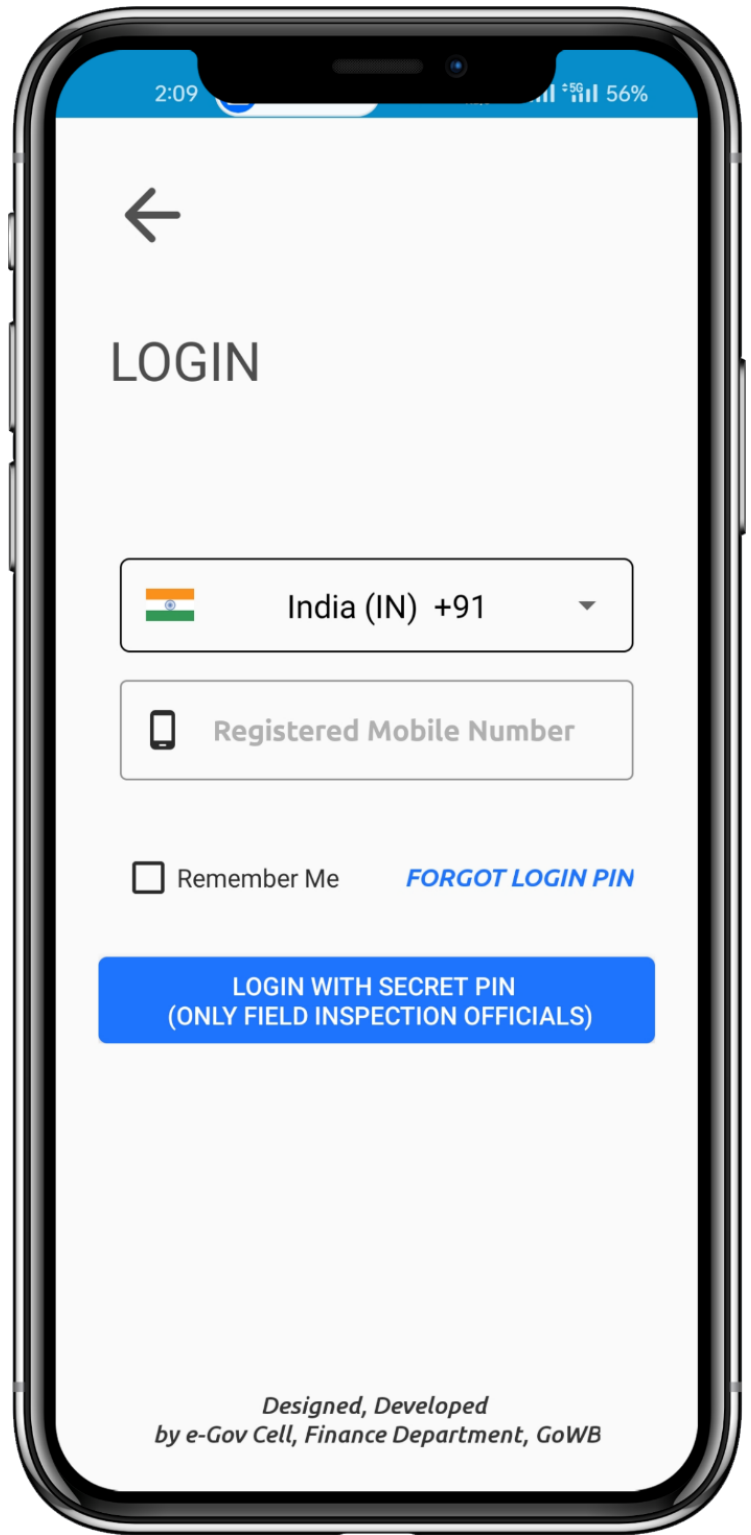 2:09 5G 56%
LOGIN
India (IN) +91
Registered Mobile Number
Remember Me FORGOT LOGIN PIN
LOGIN WITH SECRET PIN
(ONLY FIELD INSPECTION OFFICIALS)
Designed, Developed
by e-Gov Cell, Finance Department, GoWB